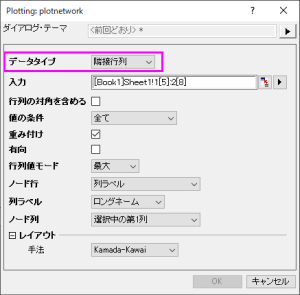 Plotting: plotnetwork
ダイアログ・テーマ <前回どおり> *
データタイプ 隣接行列
入力 [Book1]Sheet1!1[5]:2[8]
行列の対角を含める
値の条件 全て
重み付け
有向
行列値モード 最大
ノード行 列ラベル
列ラベル ロングネーム
ノード列 選択中の第1列
レイアウト
手法 Kamada-Kawai
OK キャンセル